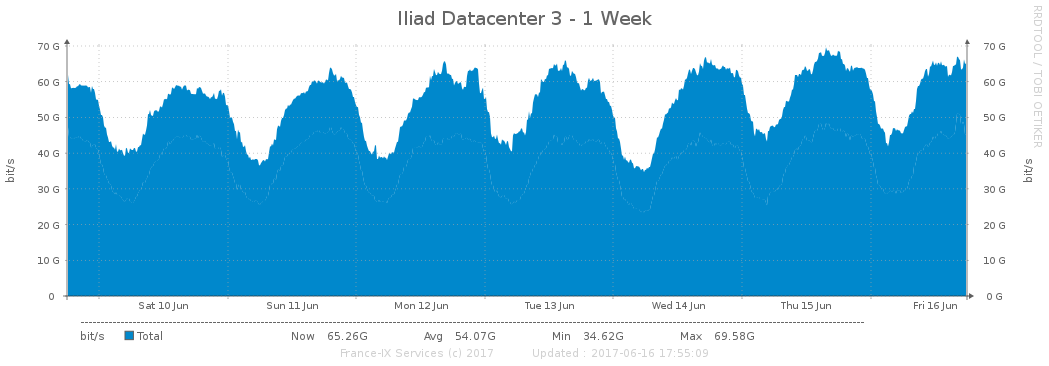 Iliad Datacenter 3 - 1 Week
RRDTOOL / TOBI OETIKER
70 G 70 G
60 G 60 G
50 G 50 G
40 G 40 G
30 G 30 G
20 G 20 G
10 G 10 G
0 0 G
bit/s bit/s
Sat 10 Jun Sun 11 Jun Mon 12 Jun Tue 13 Jun Wed 14 Jun Thu 15 Jun Fri 16 Jun
bit/s Total Now 65.26G Avg 54.07G Min 34.62G Max 69.58G
France-IX Services (c) 2017 Updated : 2017-06-16 17:55:09